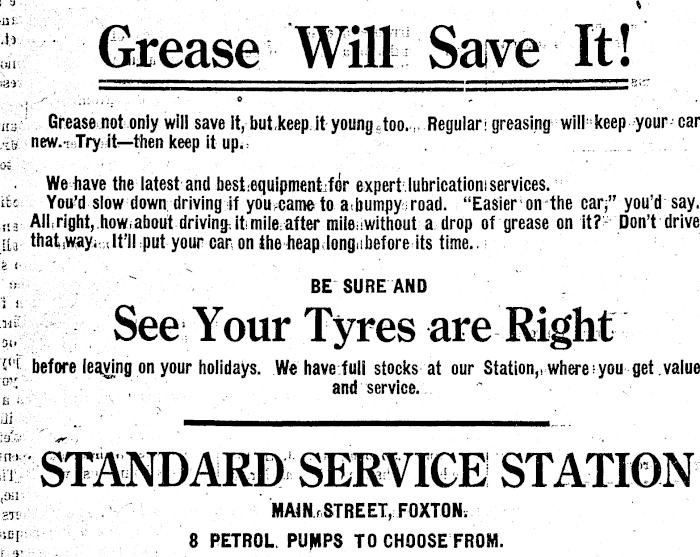 Grease Will Save It!
Grease not only will save it, but keep it young too. Regular greasing will keep your car
new. Try it—then keep it up.
We have the latest and best equipment for expert lubrication services.
You'd slow down driving if you came to a bumpy road. "Easier on the car," you'd say.
All right, how about driving it mile after mile without a drop of grease on it? Don't drive
that way. It'll put your car on the heap long before its time.
BE SURE AND
See Your Tyres are Right
before leaving on your holidays. We have full stocks at our Station, where you get value
and service.
STANDARD SERVICE STATION
MAIN STREET, FOXTON.
8 PETROL PUMPS TO CHOOSE FROM.